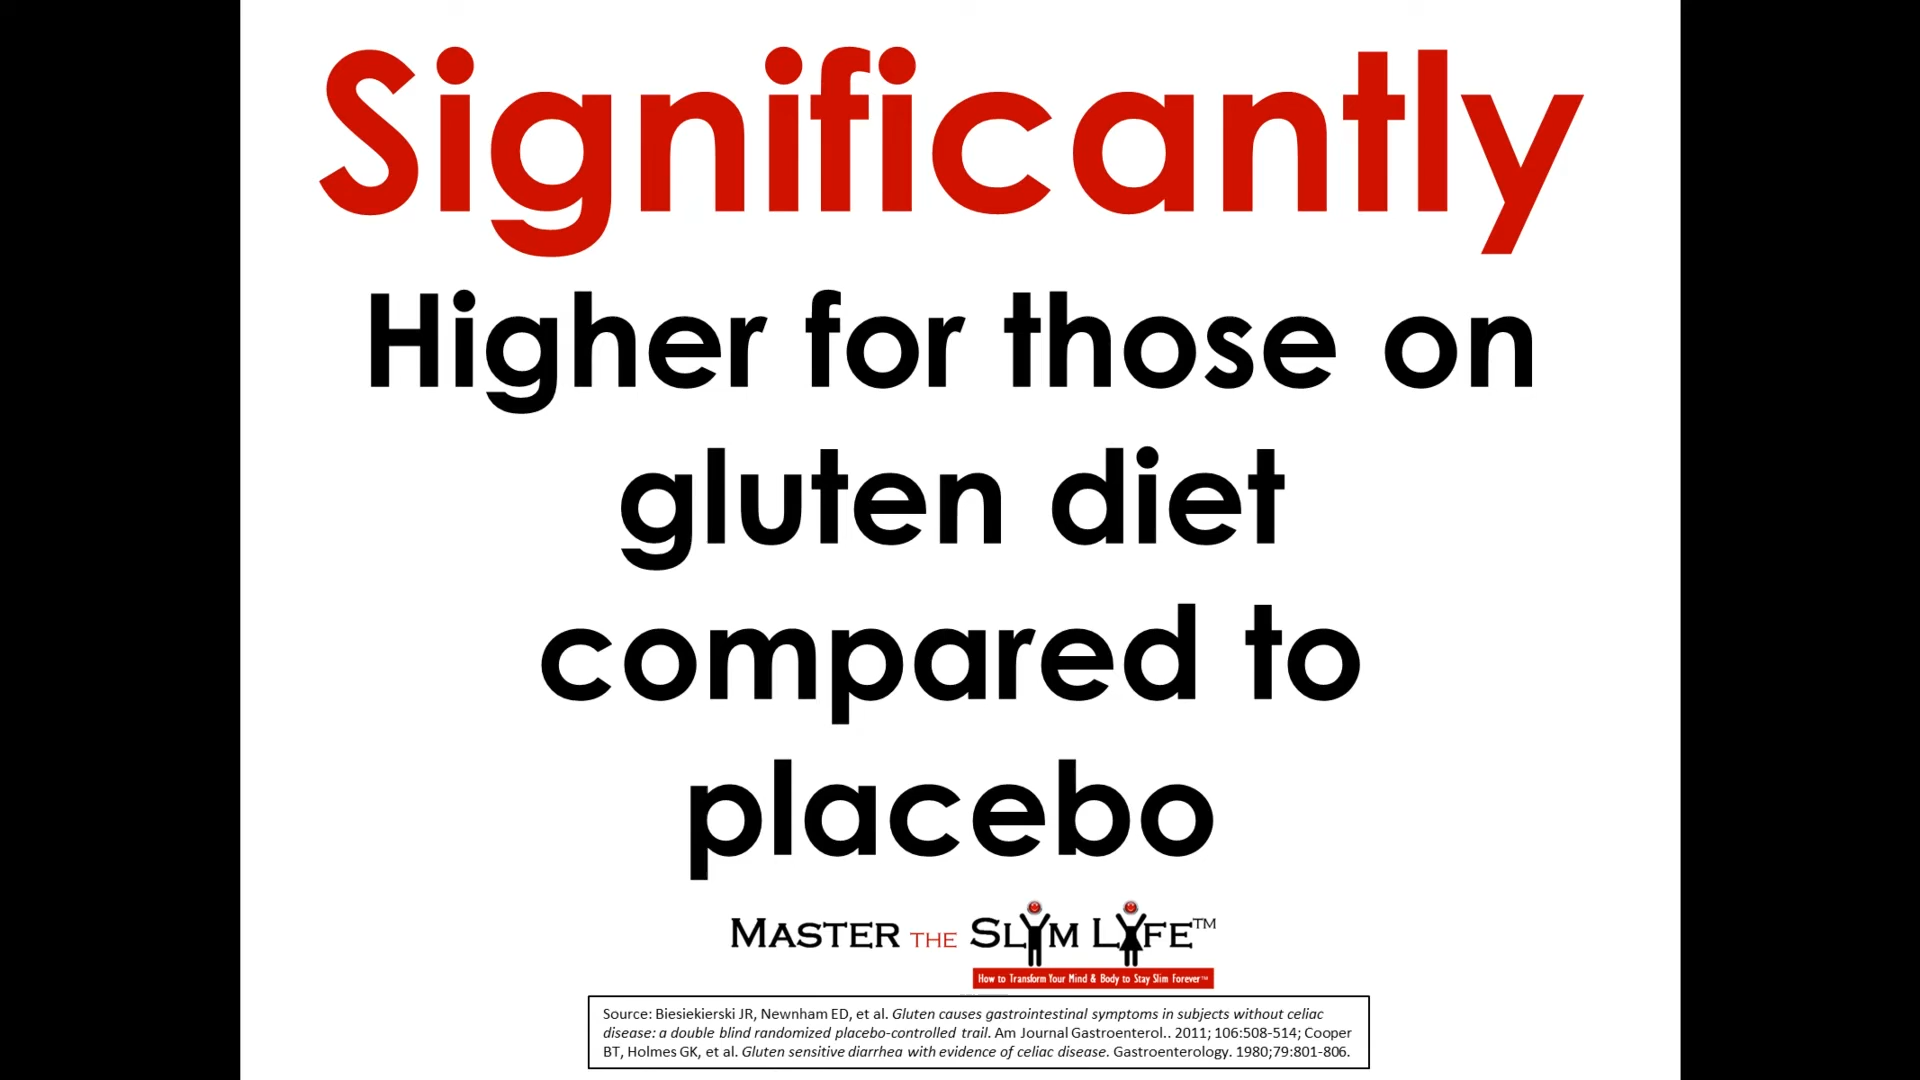 Significantly
Higher for those on
gluten diet
compared to
placebo
MASTER THE SLIM LIFE™
How to Transform Your Mind & Body to Stay Slim Forever™
Source: Biesiekierski JR, Newnham ED, et al. Gluten causes gastrointestinal symptoms in subjects without celiac
disease: a double blind randomized placebo-controlled trail. Am Journal Gastroenterol.. 2011; 106:508-514; Cooper
BT, Holmes GK, et al. Gluten sensitive diarrhea with evidence of celiac disease. Gastroenterology. 1980;79:801-806.